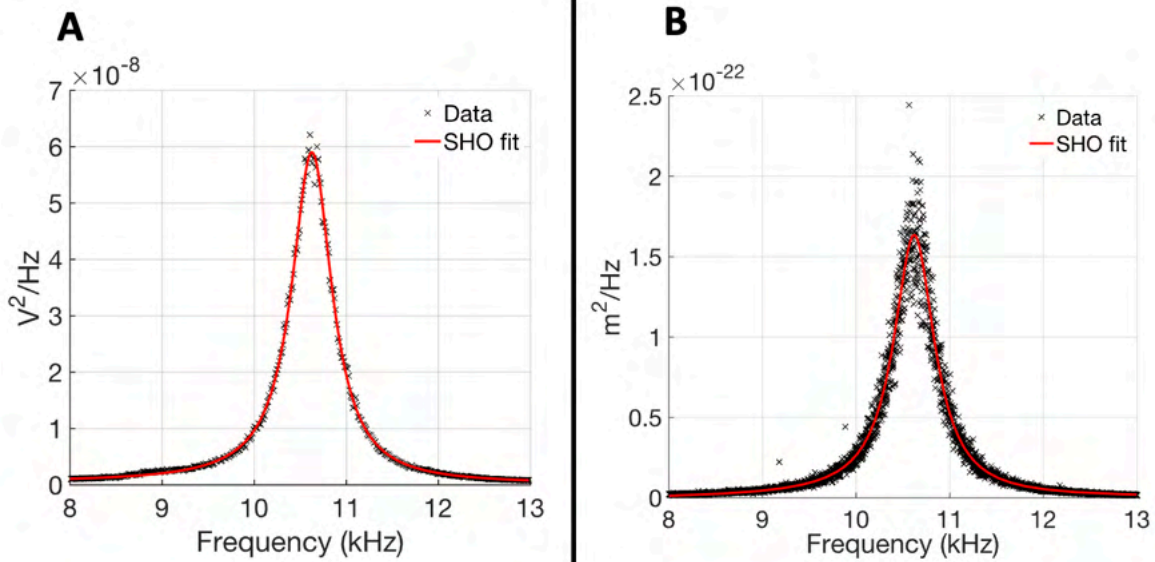 A
×10⁻⁸
7
6
5
4
3
2
1
0
V²/Hz
8 9 10 11 12 13
Frequency (kHz)
Data
SHO fit
B
×10⁻²²
2.5
2
1.5
1
0.5
0
m²/Hz
8 9 10 11 12 13
Frequency (kHz)
Data
SHO fit